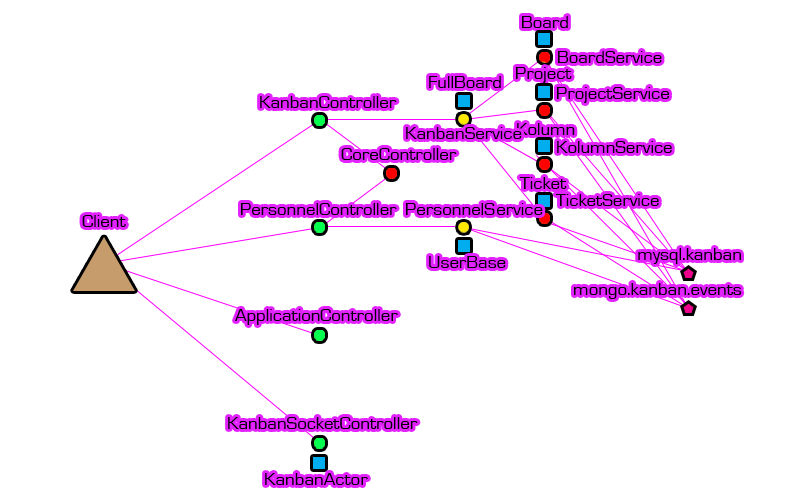 Board
BoardService
Project
FullBoard
ProjectService
KanbanController
KanbanService
Kolumn
KolumnService
CoreController
Ticket
TicketService
PersonnelController
PersonnelService
Client
mysql.kanban
UserBase
mongo.kanban.events
ApplicationController
KanbanSocketController
KanbanActor